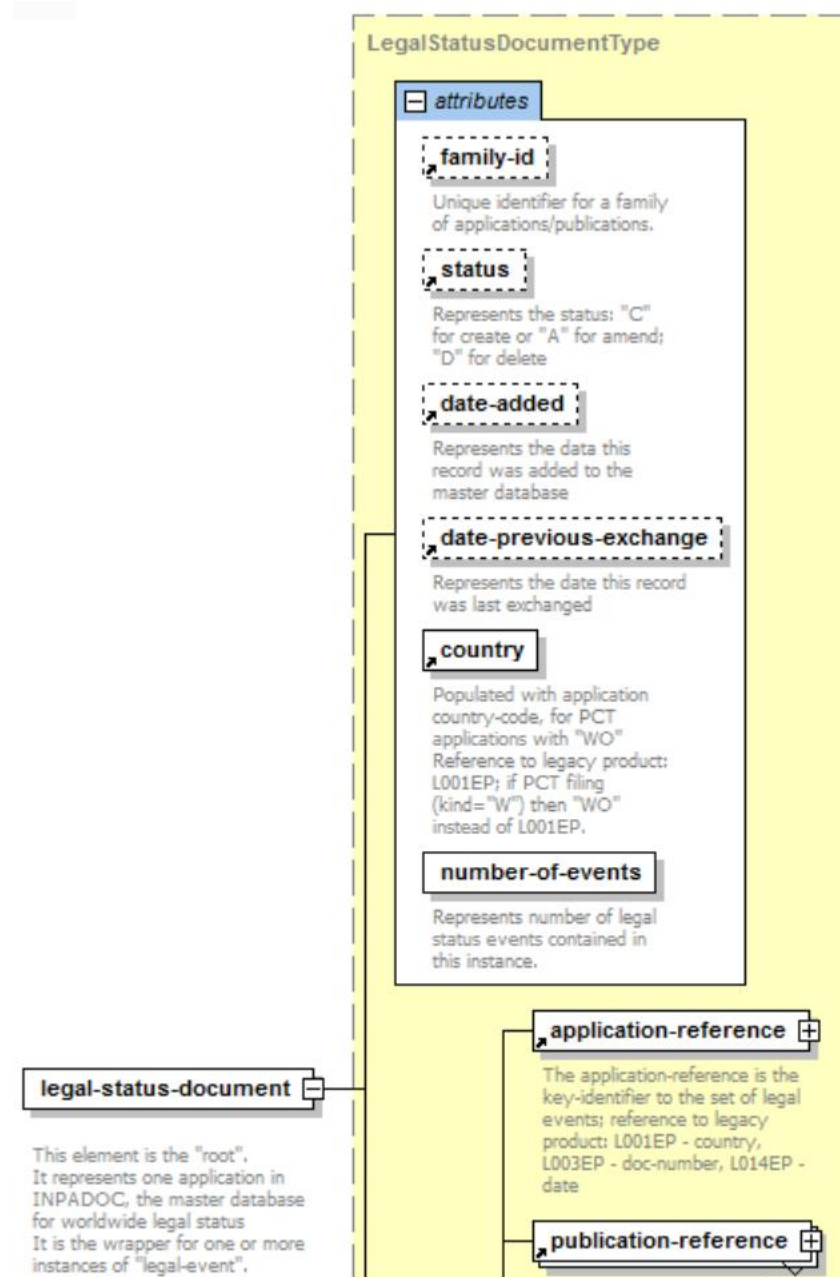 LegalStatusDocumentType
attributes
family-id
Unique identifier for a family
of applications/publications.
status
Represents the status: "C"
for create or "A" for amend;
"D" for delete
date-added
Represents the data this
record was added to the
master database
date-previous-exchange
Represents the date this record
was last exchanged
country
Populated with application
country-code, for PCT
applications with "WO"
Reference to legacy product:
L001EP; if PCT filing
(kind="W") then "WO"
instead of L001EP.
number-of-events
Represents number of legal
status events contained in
this instance.
application-reference
The application-reference is the
key-identifier to the set of legal
events; reference to legacy
product: L001EP - country,
L003EP - doc-number, L014EP -
date
legal-status-document
This element is the "root".
It represents one application in
INPADOC, the master database
for worldwide legal status
It is the wrapper for one or more
instances of "legal-event".
publication-reference